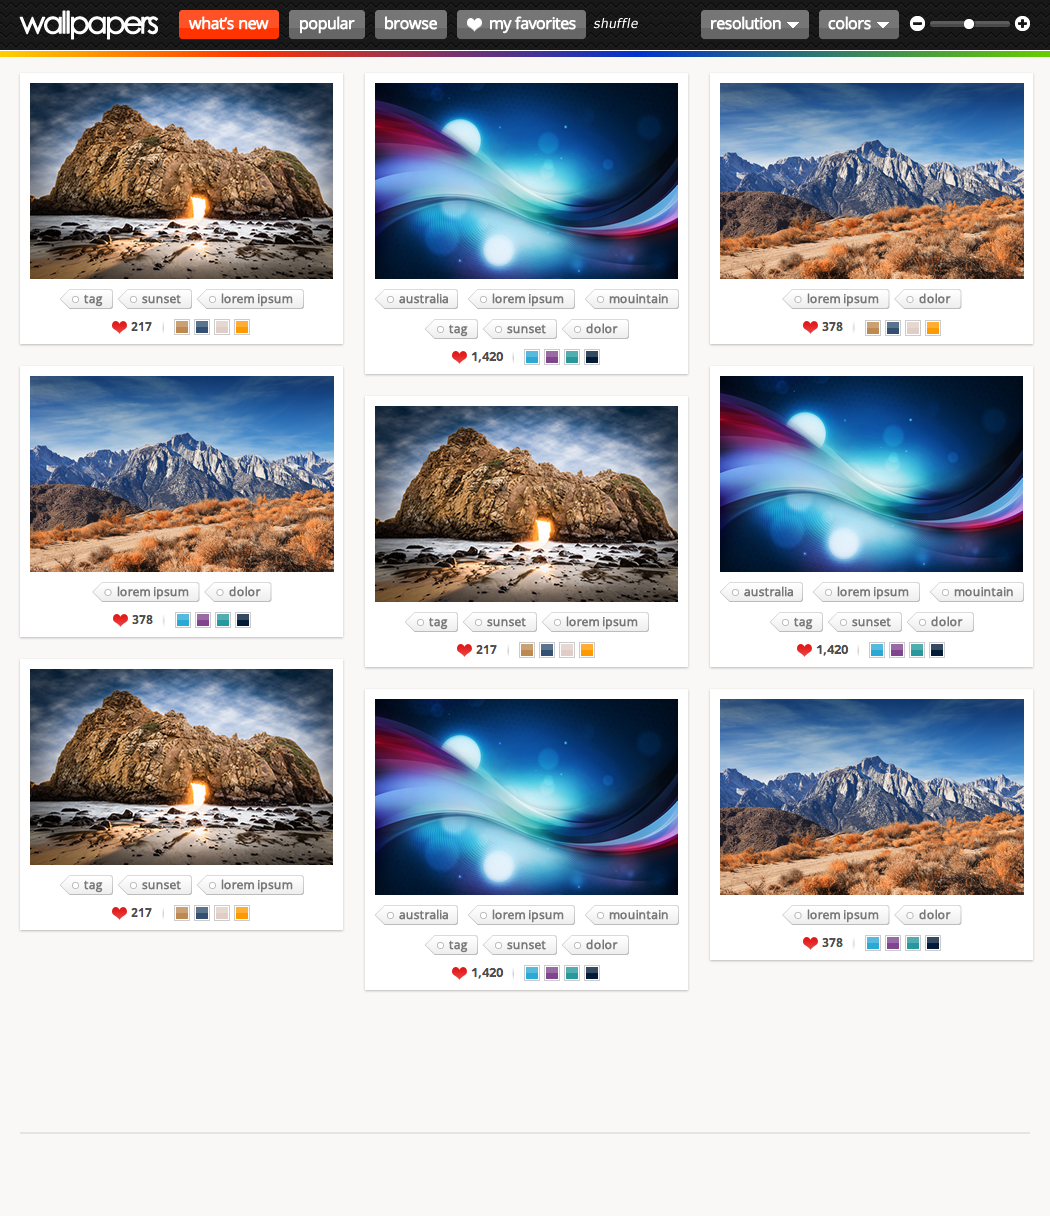 wallpapers what's new popular browse my favorites shuffle resolution colors
tag sunset lorem ipsum
217
lorem ipsum dolor
378
tag sunset lorem ipsum
217
australia lorem ipsum mouintain
tag sunset dolor
1,420
tag sunset lorem ipsum
217
australia lorem ipsum mouintain
tag sunset dolor
1,420
lorem ipsum dolor
378
australia lorem ipsum mouintain
tag sunset dolor
1,420
lorem ipsum dolor
378